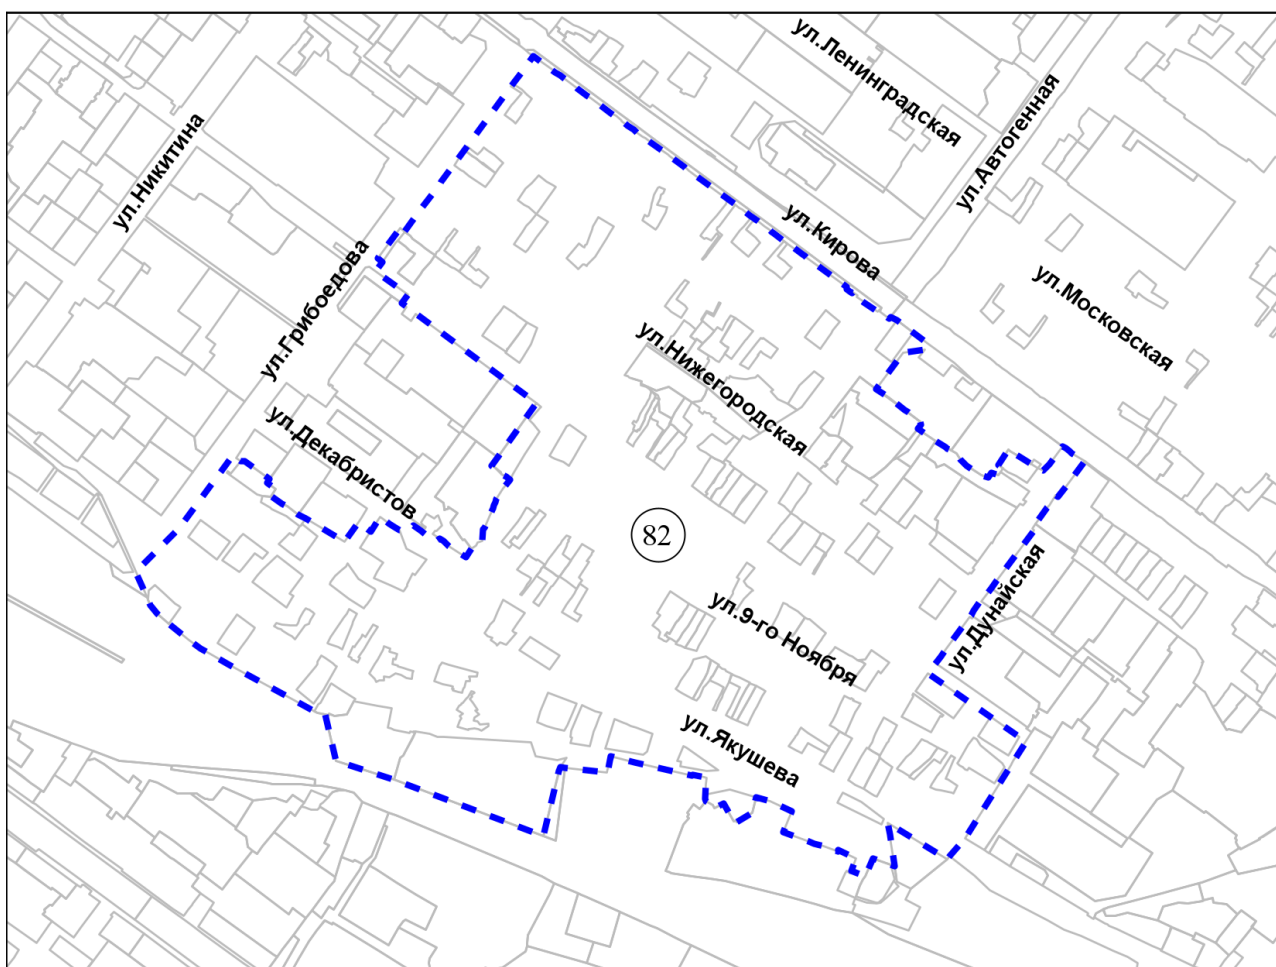 ул.Ленинградская
ул.Автогенная
ул.Никитина
ул.Кирова
ул.Грибоедова
ул.Московская
ул.Нижегородская
ул.Декабристов
82
ул.Дунайская
ул.9-го Ноября
ул.Якушева